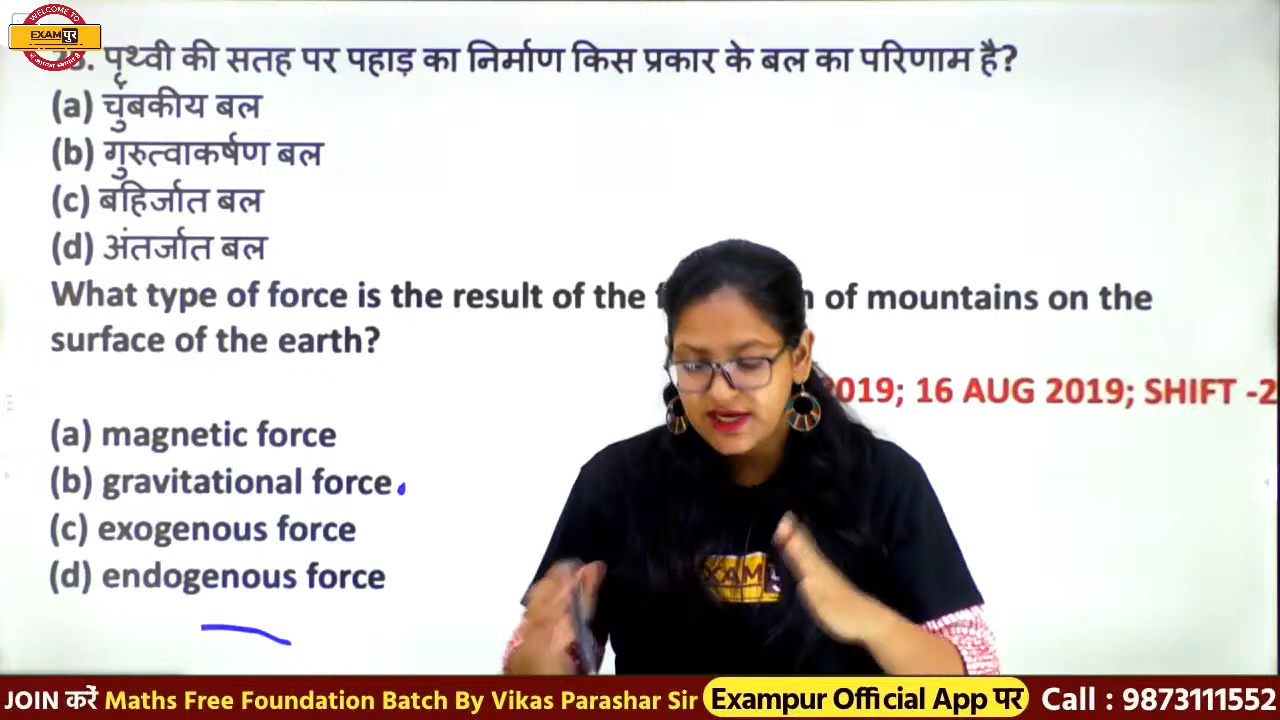 WELCOME TO
EXAMपुर
पृथ्वी की सतह पर पहाड़ का निर्माण किस प्रकार के बल का परिणाम है?
(a) चुंबकीय बल
(b) गुरुत्वाकर्षण बल
(c) बहिर्जात बल
(d) अंतर्जात बल
What type of force is the result of the of mountains on the
surface of the earth?
2019; 16 AUG 2019; SHIFT -2
(a) magnetic force
(b) gravitational force
(c) exogenous force
(d) endogenous force
EXAM
JOIN करें Maths Free Foundation Batch By Vikas Parashar Sir Exampur Official App पर Call : 9873111552